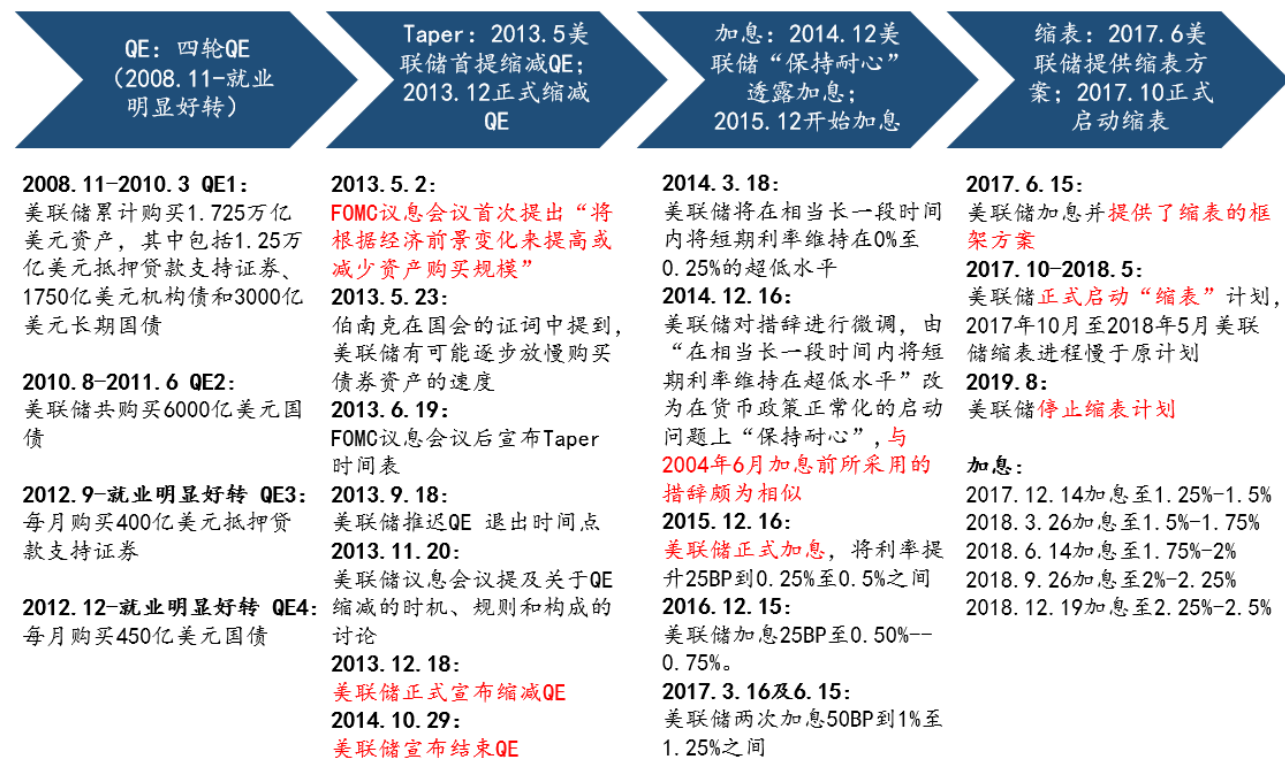 QE：四轮QE
（2008.11-就业
明显好转）
Taper：2013.5美
联储首提缩减QE；
2013.12正式缩减
QE
加息：2014.12美
联储“保持耐心”
透露加息；
2015.12开始加息
缩表：2017.6美
联储提供缩表方
案；2017.10正式
启动缩表
2008.11-2010.3 QE1：
美联储累计购买1.725万亿
美元资产，其中包括1.25万
亿美元抵押贷款支持证券、
1750亿美元机构债和3000亿
美元长期国债
2010.8-2011.6 QE2：
美联储共购买6000亿美元国
债
2012.9-就业明显好转 QE3：
每月购买400亿美元抵押贷
款支持证券
2012.12-就业明显好转 QE4：
每月购买450亿美元国债
2013.5.2：
FOMC议息会议首次提出“将
根据经济前景变化来提高或
减少资产购买规模”
2013.5.23：
伯南克在国会的证词中提到，
美联储有可能逐步放慢购买
债券资产的速度
2013.6.19：
FOMC议息会议后宣布Taper
时间表
2013.9.18：
美联储推迟QE 退出时间点
2013.11.20：
美联储议息会议提及关于QE
缩减的时机、规则和构成的
讨论
2013.12.18：
美联储正式宣布缩减QE
2014.10.29：
美联储宣布结束QE
2014.3.18：
美联储将在相当长一段时间
内将短期利率维持在0%至
0.25%的超低水平
2014.12.16：
美联储对措辞进行微调，由
“在相当长一段时间内将短
期利率维持在超低水平”改
为在货币政策正常化的启动
问题上“保持耐心”,与
2004年6月加息前所采用的
措辞颇为相似
2015.12.16：
美联储正式加息，将利率提
升25BP到0.25%至0.5%之间
2016.12.15：
美联储加息25BP至0.50%--
0.75%。
2017.3.16及6.15：
美联储两次加息50BP到1%至
1.25%之间
2017.6.15：
美联储加息并提供了缩表的框
架方案
2017.10-2018.5：
美联储正式启动“缩表”计划，
2017年10月至2018年5月美联
储缩表进程慢于原计划
2019.8：
美联储停止缩表计划
加息：
2017.12.14加息至1.25%-1.5%
2018.3.26加息至1.5%-1.75%
2018.6.14加息至1.75%-2%
2018.9.26加息至2%-2.25%
2018.12.19加息至2.25%-2.5%